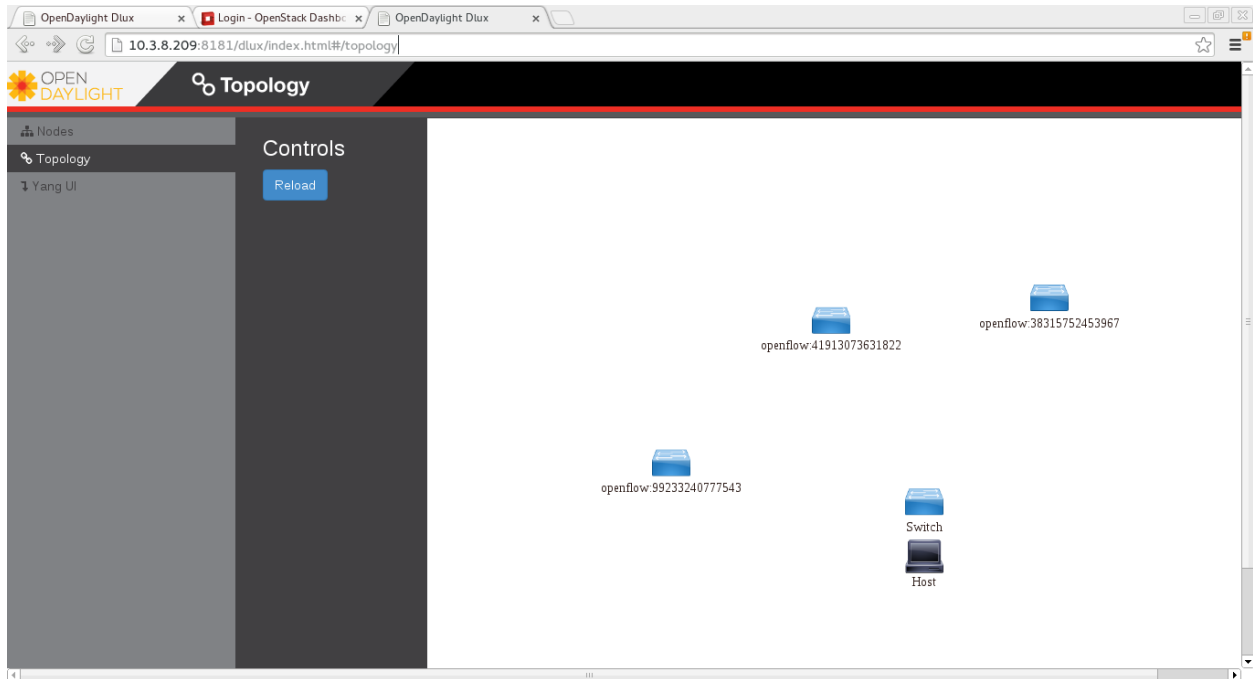 OpenDaylight Dlux
Login - OpenStack Dashbo
OpenDaylight Dlux
10.3.8.209:8181/dlux/index.html#/topology
OPEN
DAYLIGHT
Topology
Nodes
Topology
Yang UI
Controls
Reload
openflow:38315752453967
openflow:41913073631822
openflow:99233240777543
Switch
Host